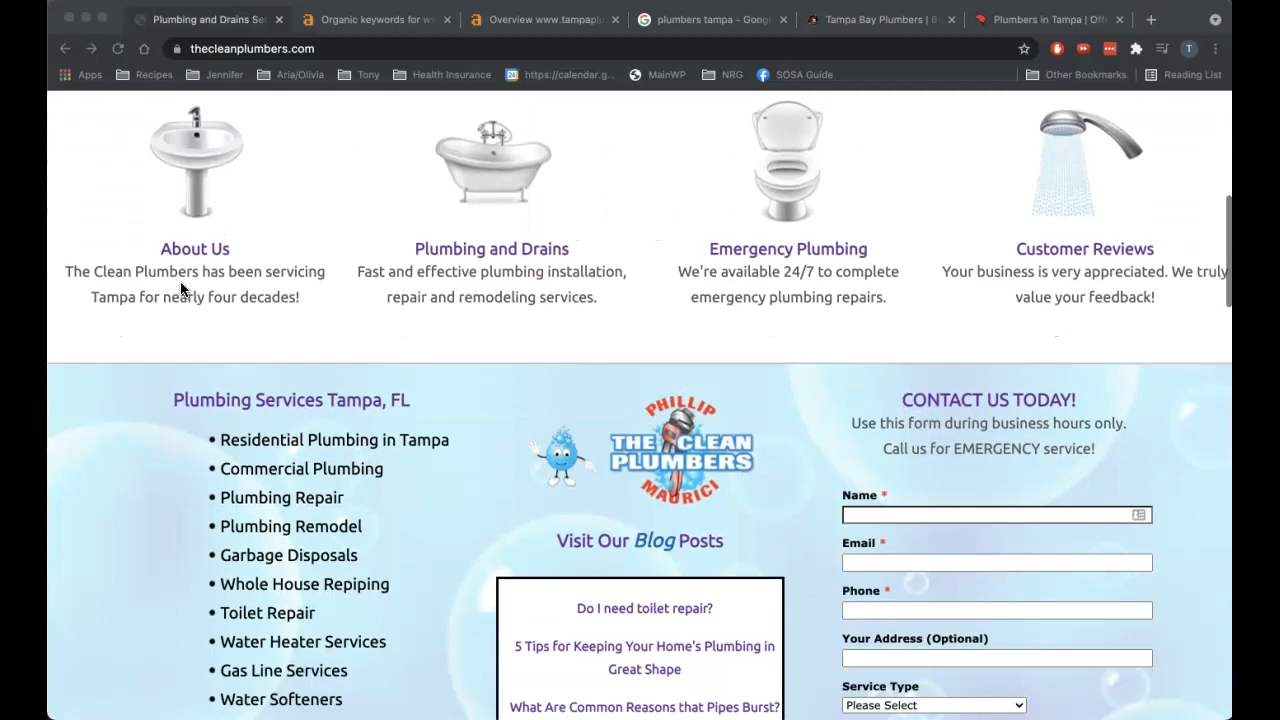 Plumbing and Drains Se
Organic keywords for w
Overview www.tampaplu
plumbers tampa - Googl
Tampa Bay Plumbers | B
Plumbers in Tampa | Off
thecleanplumbers.com
T
Apps
Recipes
Jennifer
Aria/Olivia
Tony
Health Insurance
https://calendar.g...
MainWP
NRG
SOSA Guide
Other Bookmarks
Reading List
About Us
The Clean Plumbers has been servicing
Tampa for nearly four decades!
Plumbing and Drains
Fast and effective plumbing installation,
repair and remodeling services.
Emergency Plumbing
We're available 24/7 to complete
emergency plumbing repairs.
Customer Reviews
Your business is very appreciated. We truly
value your feedback!
Plumbing Services Tampa, FL
• Residential Plumbing in Tampa
• Commercial Plumbing
• Plumbing Repair
• Plumbing Remodel
• Garbage Disposals
• Whole House Repiping
• Toilet Repair
• Water Heater Services
• Gas Line Services
• Water Softeners
PHILLIP
THE CLEAN
PLUMBERS
MAURICI
Visit Our Blog Posts
Do I need toilet repair?
5 Tips for Keeping Your Home's Plumbing in
Great Shape
What Are Common Reasons that Pipes Burst?
CONTACT US TODAY!
Use this form during business hours only.
Call us for EMERGENCY service!
Name *
Email *
Phone *
Your Address (Optional)
Service Type
Please Select